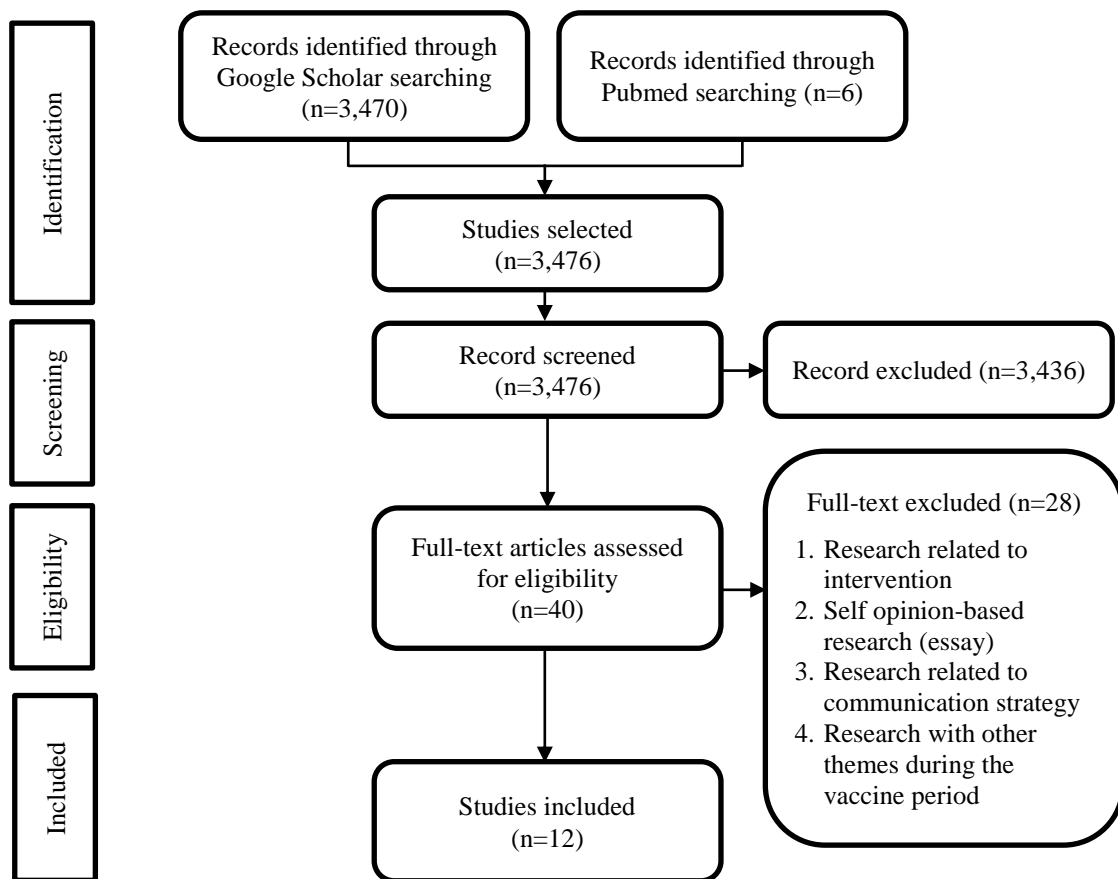 Identification
Records identified through
Google Scholar searching
(n=3,470)
Records identified through
Pubmed searching (n=6)
Studies selected
(n=3,476)
Screening
Record screened
(n=3,476)
Record excluded (n=3,436)
Eligibility
Full-text articles assessed
for eligibility
(n=40)
Full-text excluded (n=28)
1. Research related to
intervention
2. Self opinion-based
research (essay)
3. Research related to
communication strategy
4. Research with other
themes during the
vaccine period
Included
Studies included
(n=12)